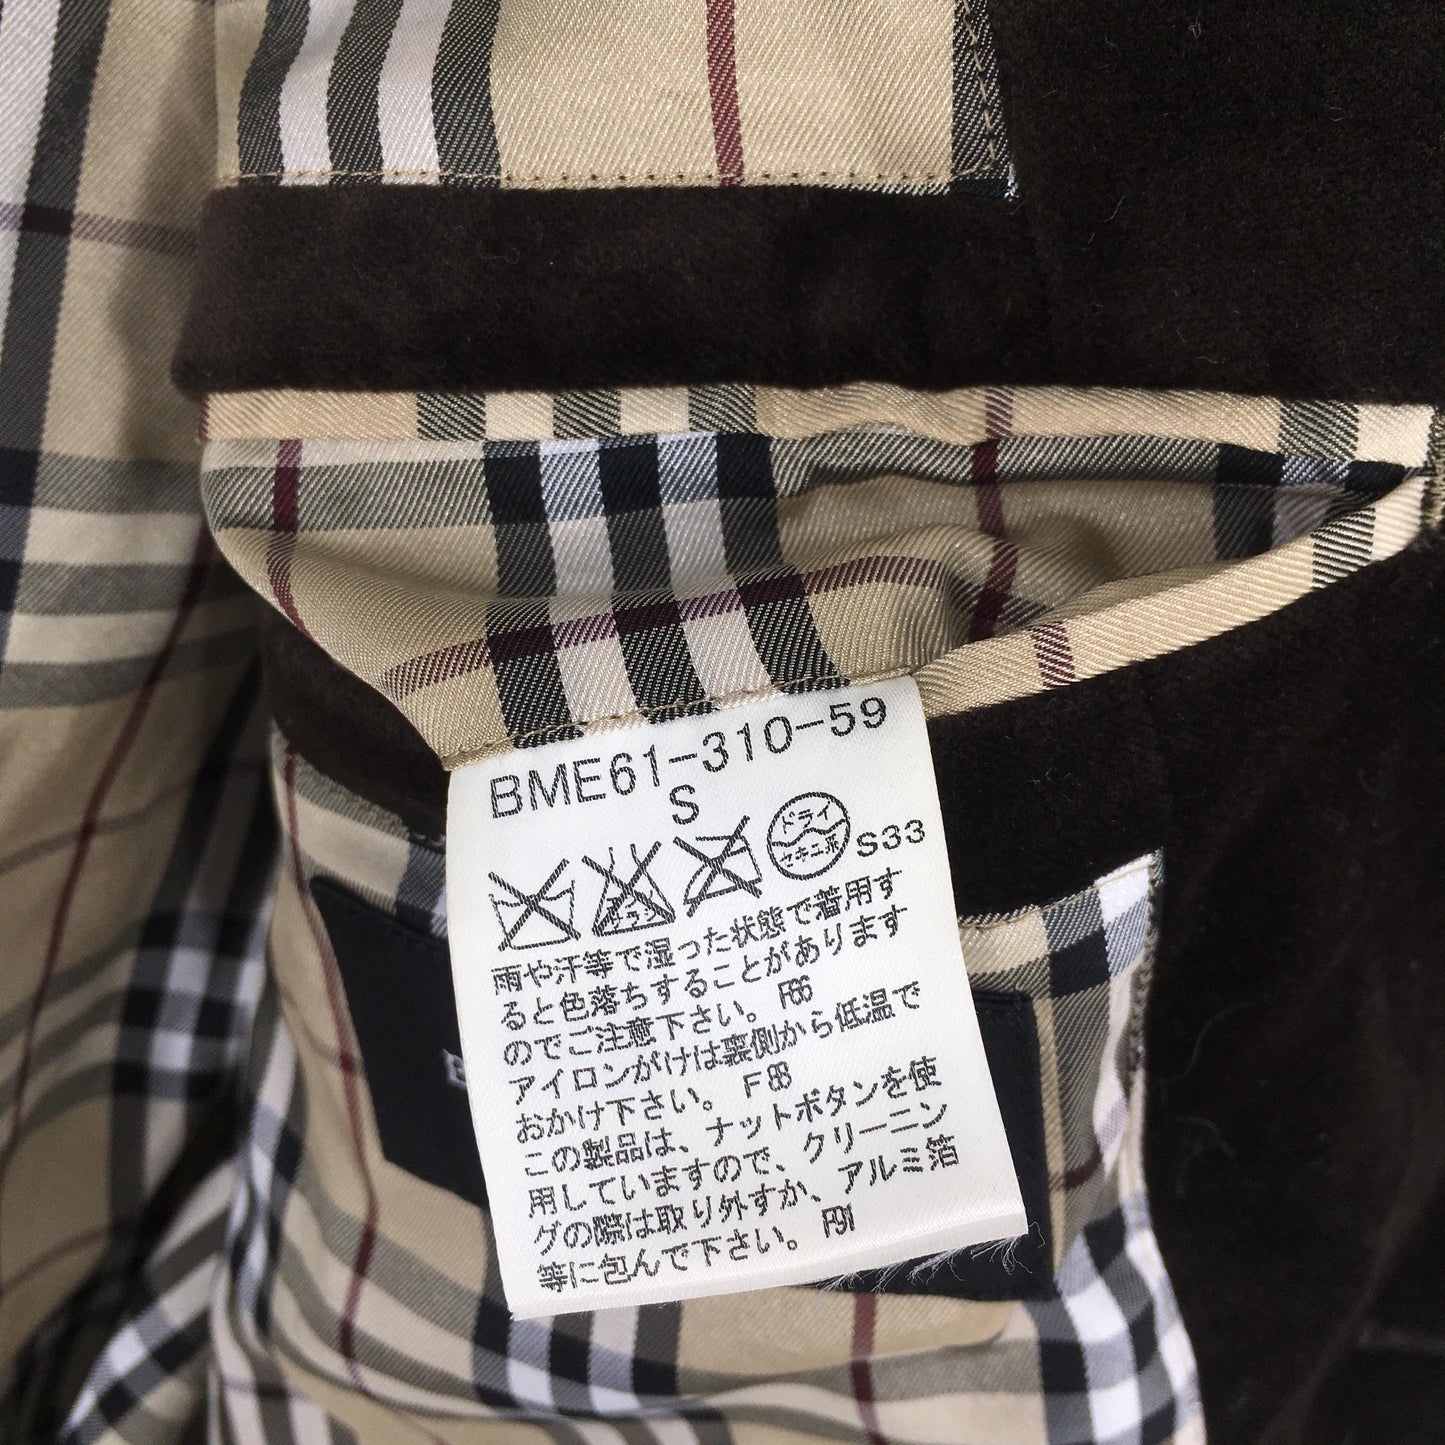 BME61-310-59
S
ドライ
エンソ
サラシ
セキユ系
S33
雨や汗等で湿った状態で着用す
ると色落ちすることがあります
のでご注意下さい。 F66
アイロンがけは裏側から低温で
おかけ下さい。 F88
この製品は、ナットボタンを使
用していますので、クリーニン
グの際は取り外すか、アルミ箔
等に包んで下さい。 F91